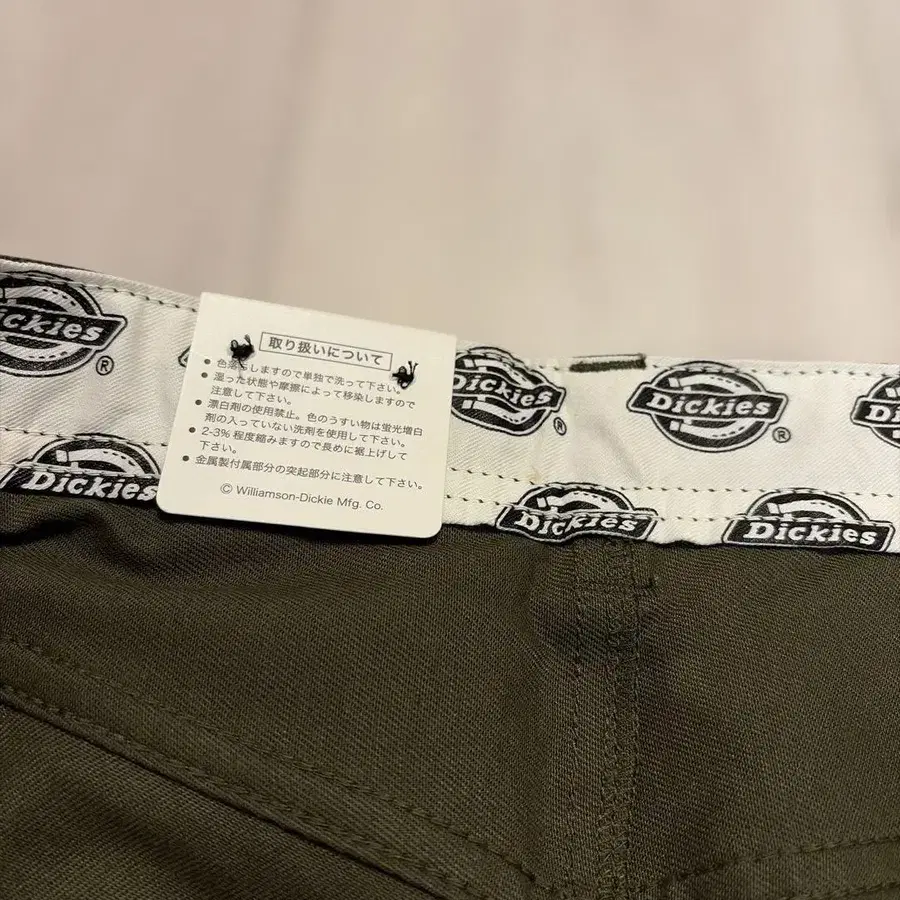 Dickies
®
取り扱いについて
● 色落ちしますので単独で洗って下さい。
● 湿った状態や摩擦によって移染しますので
注意して下さい。
● 漂白剤の使用禁止。色のうすい物は蛍光増白
剤の入っていない洗剤を使用して下さい。
● 2-3% 程度縮みますので長めに裾上げして
下さい。
● 金属製付属部分の突起部分に注意して下さい。
© Williamson-Dickie Mfg. Co.
Dickies
®
Dickies
®
Dickies
Dickies
Dickies